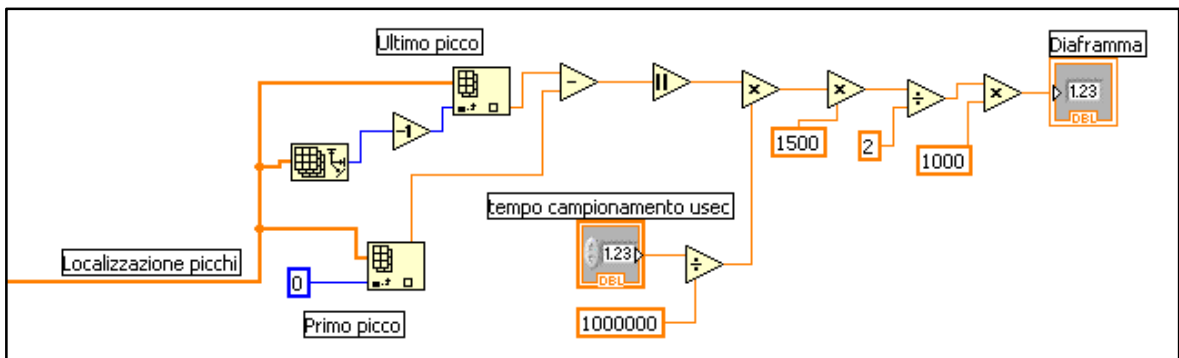 Ultimo picco
Diaframma
1.23
DBL
-1
1500
2
1000
tempo campionamento usec
1.23
DBL
Localizzazione picchi
0
1000000
Primo picco